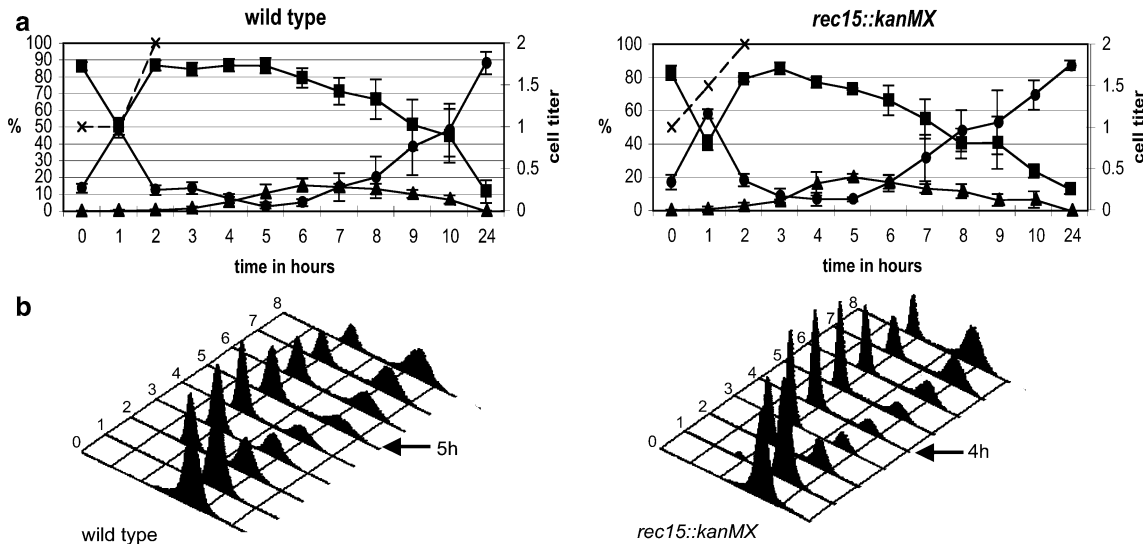 a
wild type
rec15::kanMX
100 90 80 70 60 50 40 30 20 10 0
%
2 1.5 1 0.5 0
cell titer
0 1 2 3 4 5 6 7 8 9 10 24
time in hours
100 80 60 40 20 0
%
2 1.5 1 0.5 0
cell titer
0 1 2 3 4 5 6 7 8 9 10 24
time in hours
b
0 1 2 3 4 5 6 7 8
5h
wild type
0 1 2 3 4 5 6 7 8
4h
rec15::kanMX